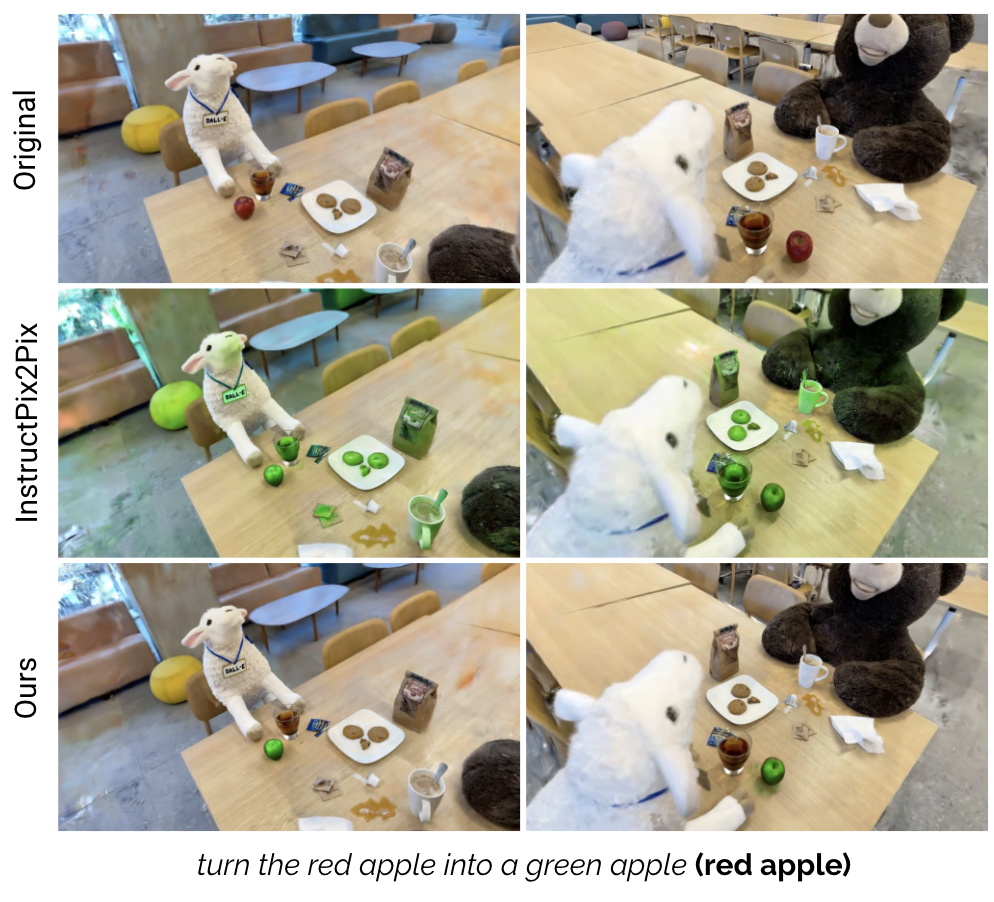 Original
DALL-E
InstructPix2Pix
DALL-E
Ours
DALL-E
turn the red apple into a green apple (red apple)